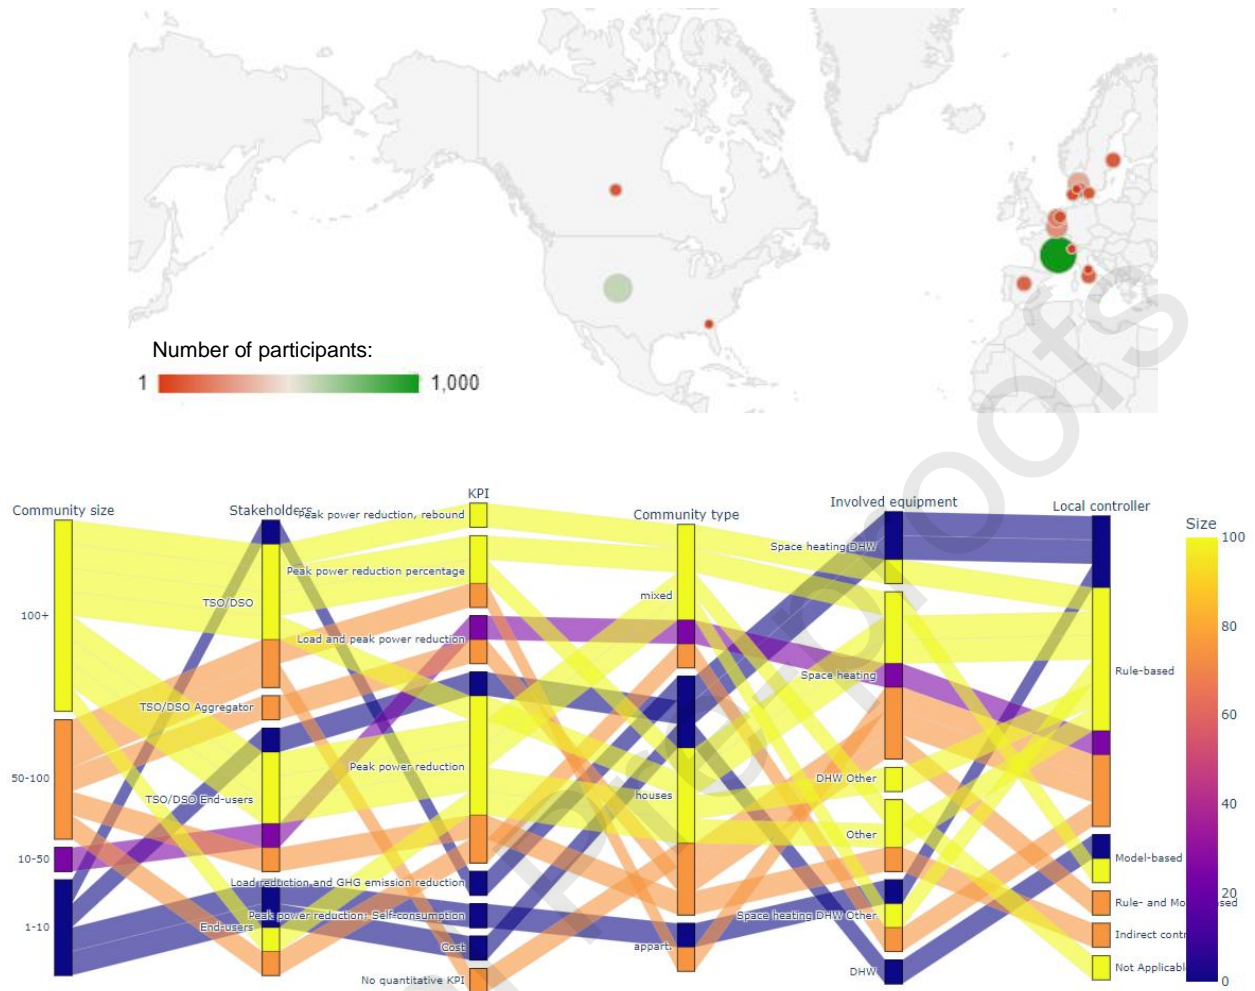 Number of participants:
1
1,000
Community size
Stakeholders
KPI
Community type
Involved equipment
Local controller
Size
100+
50-100
10-50
1-10
TSO/DSO
TSO/DSO Aggregator
TSO/DSO End-users
End-users
Peak power reduction, rebound
Peak power reduction percentage
Load and peak power reduction
Peak power reduction
Load reduction and GHG emission reduction
Peak power reduction; Self-consumption
Cost
No quantitative KPI
mixed
houses
appart.
Space heating DHW
Space heating
DHW Other
Other
Space heating DHW Other
DHW
Rule-based
Model-based
Rule- and Mo sed
Indirect contr
Not Applicabl
100
80
60
40
20
0